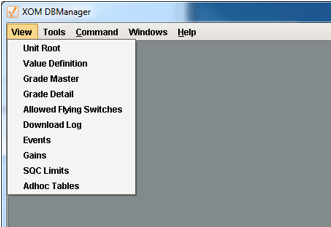 XOM DBManager
View Tools Command Windows Help
Unit Root
Value Definition
Grade Master
Grade Detail
Allowed Flying Switches
Download Log
Events
Gains
SQC Limits
Adhoc Tables